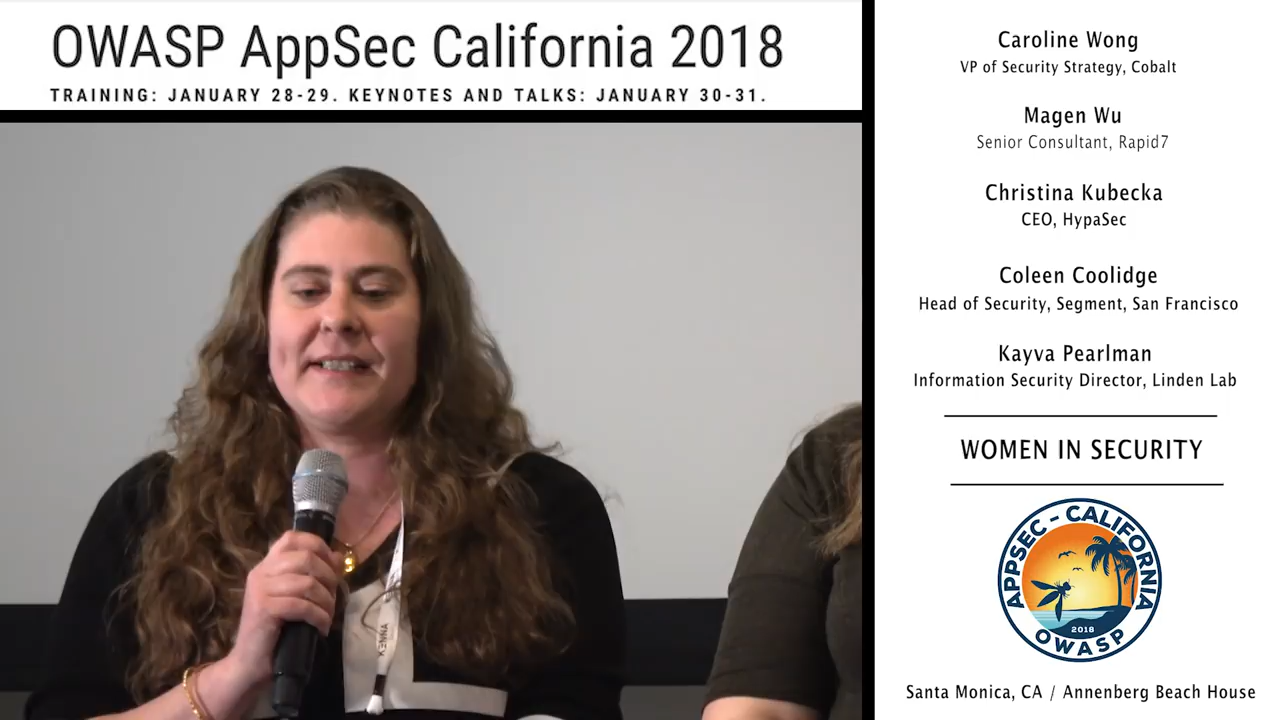 OWASP AppSec California 2018
TRAINING: JANUARY 28-29. KEYNOTES AND TALKS: JANUARY 30-31.
KENNA
Caroline Wong
VP of Security Strategy, Cobalt
Magen Wu
Senior Consultant, Rapid7
Christina Kubecka
CEO, HypaSec
Coleen Coolidge
Head of Security, Segment, San Francisco
Kayva Pearlman
Information Security Director, Linden Lab
WOMEN IN SECURITY
APPSEC - CALIFORNIA
2018
OWASP
Santa Monica, CA / Annenberg Beach House